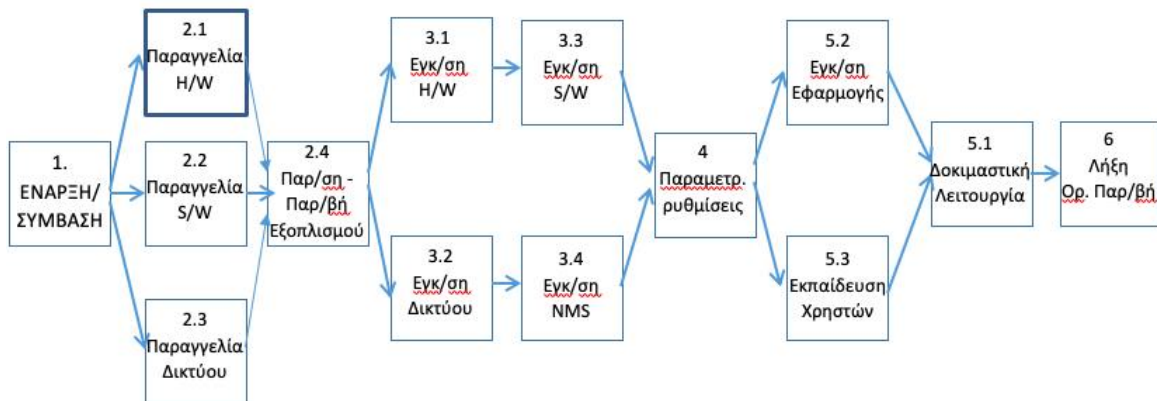 1.
ΕΝΑΡΞΗ/
ΣΥΜΒΑΣΗ
2.1
Παραγγελία
H/W
2.2
Παραγγελία
S/W
2.3
Παραγγελία
Δικτύου
2.4
Παρ/ση -
Παρ/βή
Εξοπλισμού
3.1
Εγκ/ση
H/W
3.2
Εγκ/ση
Δικτύου
3.3
Εγκ/ση
S/W
3.4
Εγκ/ση
NMS
4
Παραμετρ.
ρυθμίσεις
5.2
Εγκ/ση
Εφαρμογής
5.3
Εκπαίδευση
Χρηστών
5.1
Δοκιμαστική
Λειτουργία
6
Λήξη
Ορ. Παρ/βή